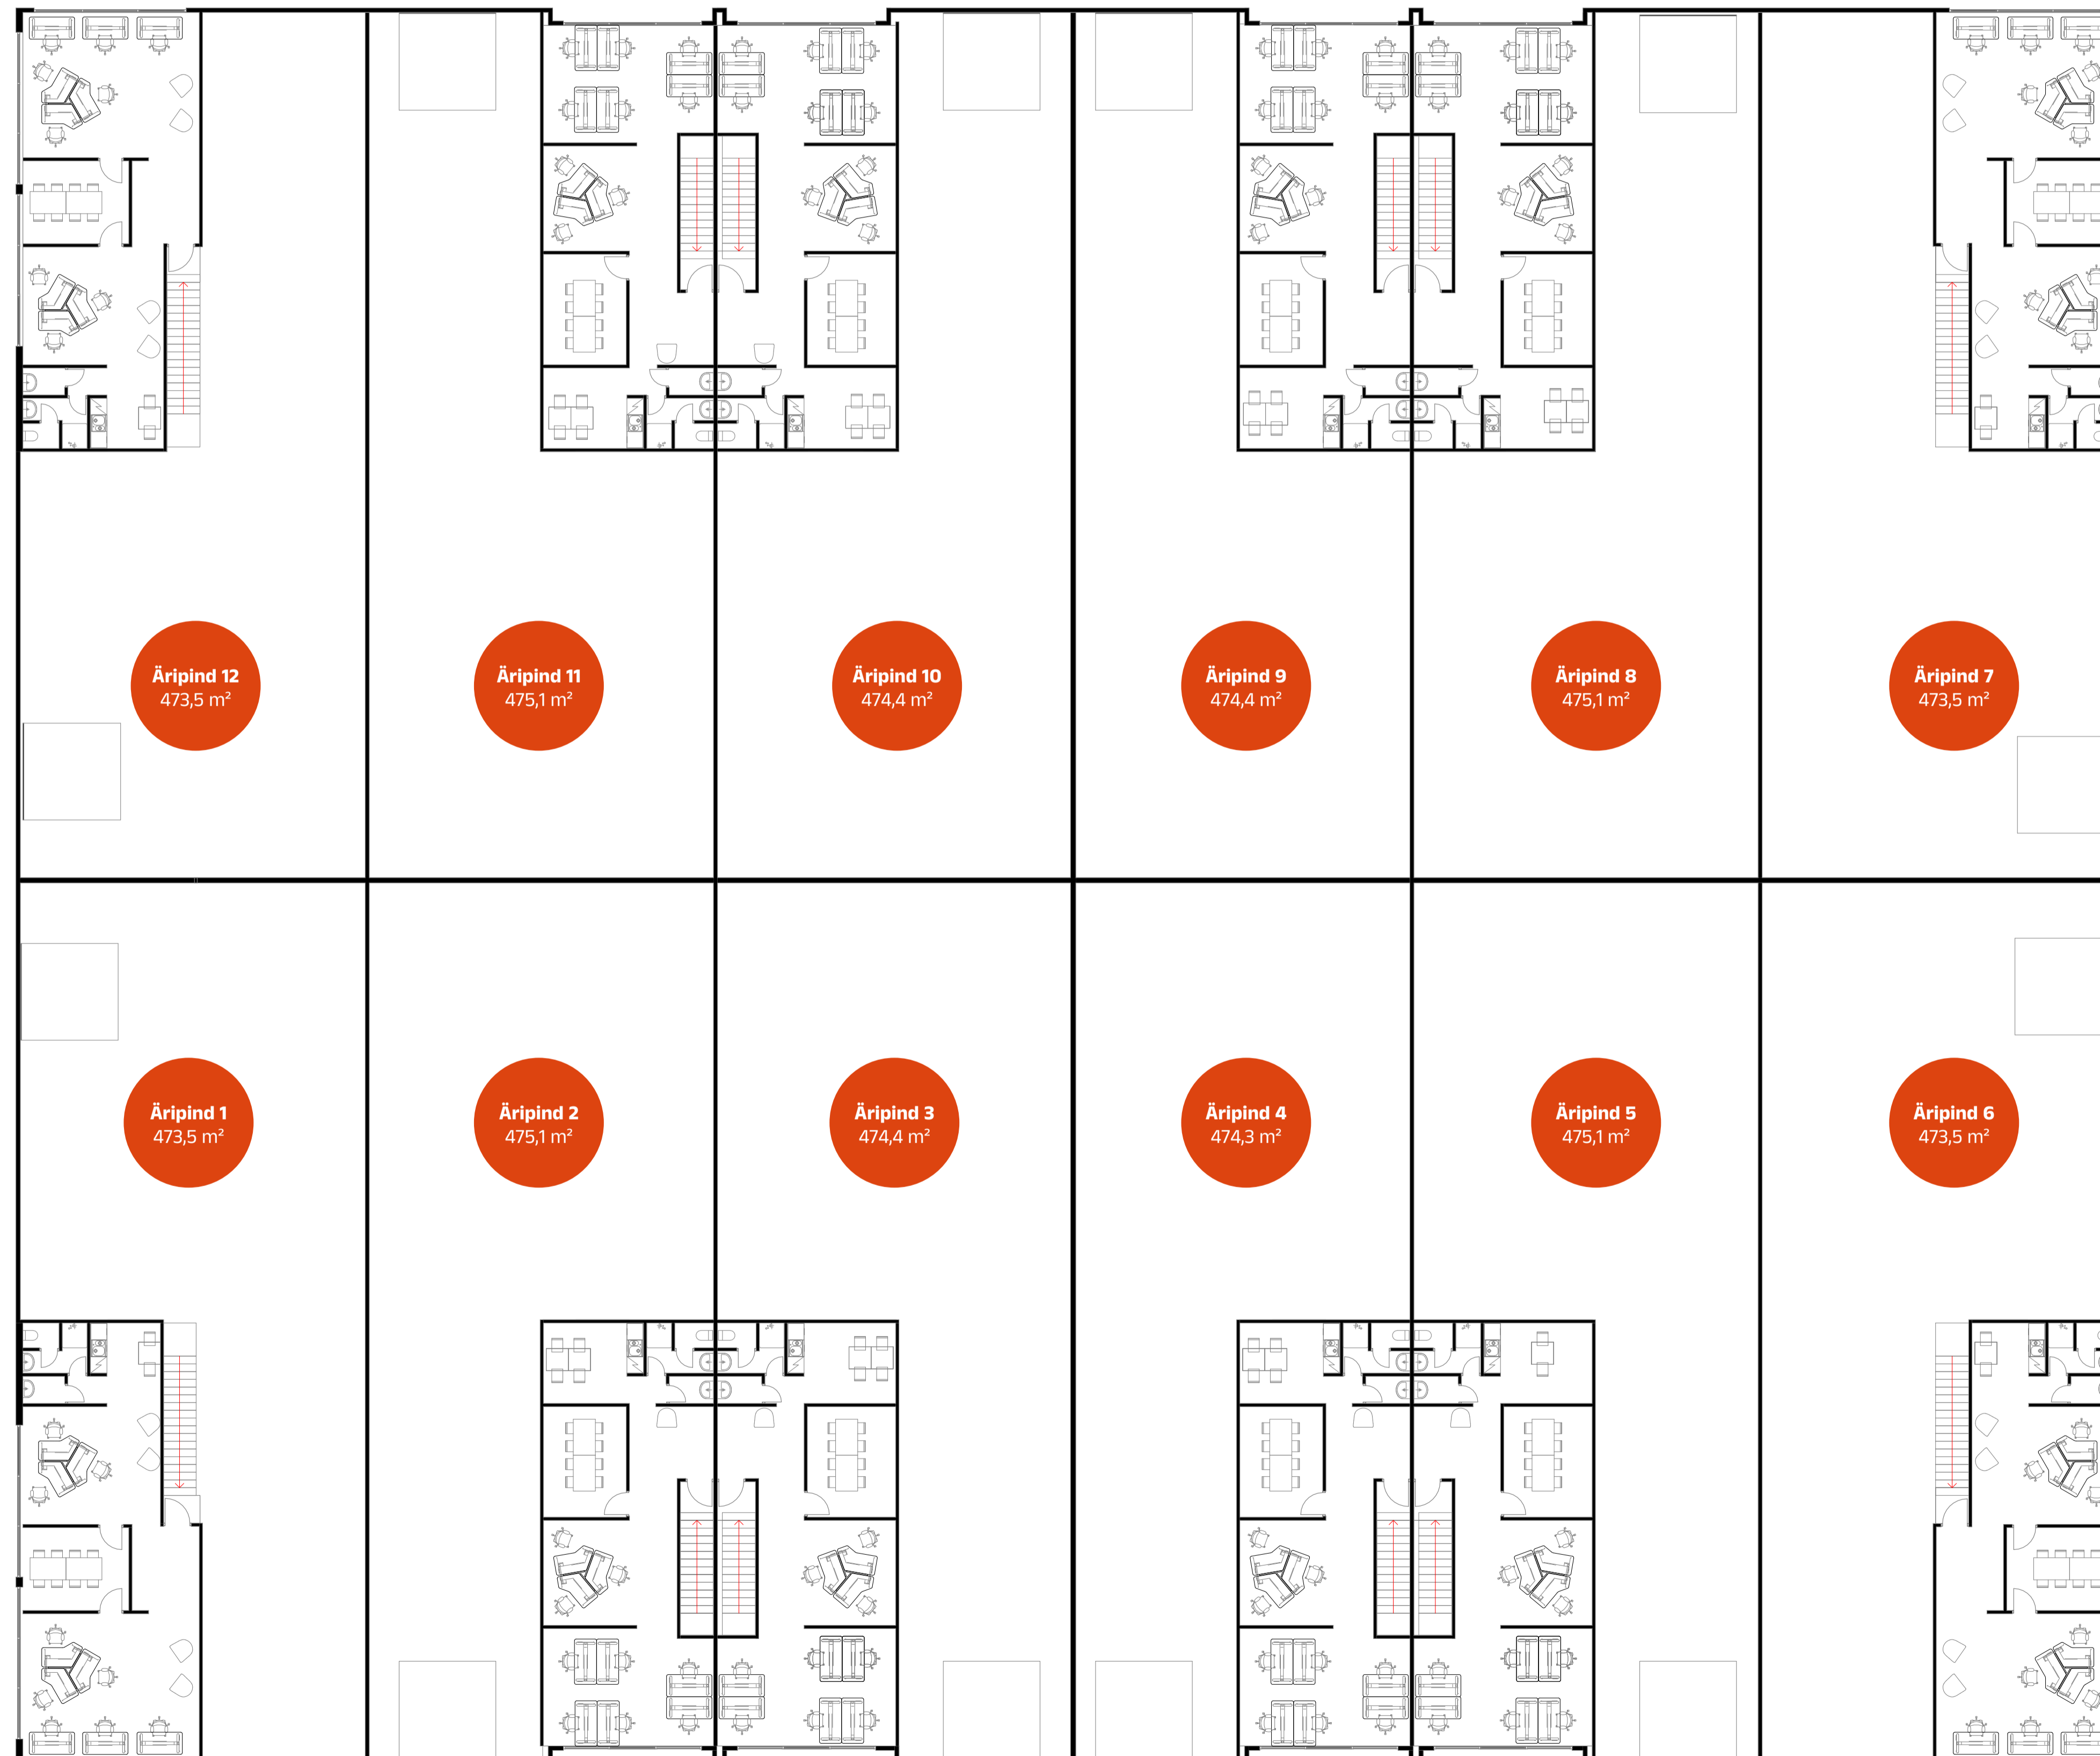 Äripind 12
473,5 m²
Äripind 11
475,1 m²
Äripind 10
474,4 m²
Äripind 9
474,4 m²
Äripind 8
475,1 m²
Äripind 7
473,5 m²
Äripind 1
473,5 m²
Äripind 2
475,1 m²
Äripind 3
474,4 m²
Äripind 4
474,3 m²
Äripind 5
475,1 m²
Äripind 6
473,5 m²